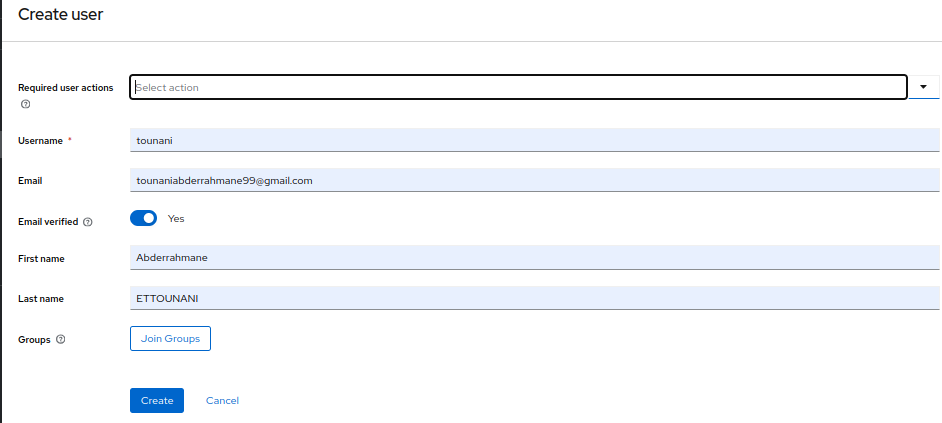 Create user
Required user actions
Select action
Username *
tounani
Email
tounaniabderrahmane99@gmail.com
Email verified
Yes
First name
Abderrahmane
Last name
ETTOUNANI
Groups
Join Groups
Create
Cancel